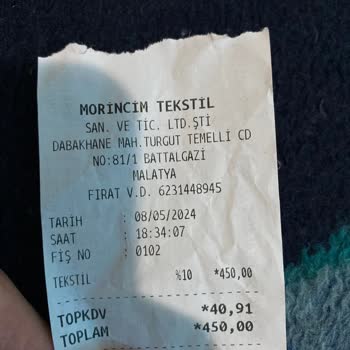 MORİNCİM TEKSTİL
SAN. VE TİC. LTD.ŞTİ
DABAKHANE MAH.TURGUT TEMELLİ CD
NO:81/1 BATTALGAZİ
MALATYA
FIRAT V.D. 6231448945
TARİH : 08/05/2024
SAAT : 18:34:07
FİŞ NO : 0102
TEKSTİL %10 *450,00
TOPKDV *40,91
TOPLAM *450,00